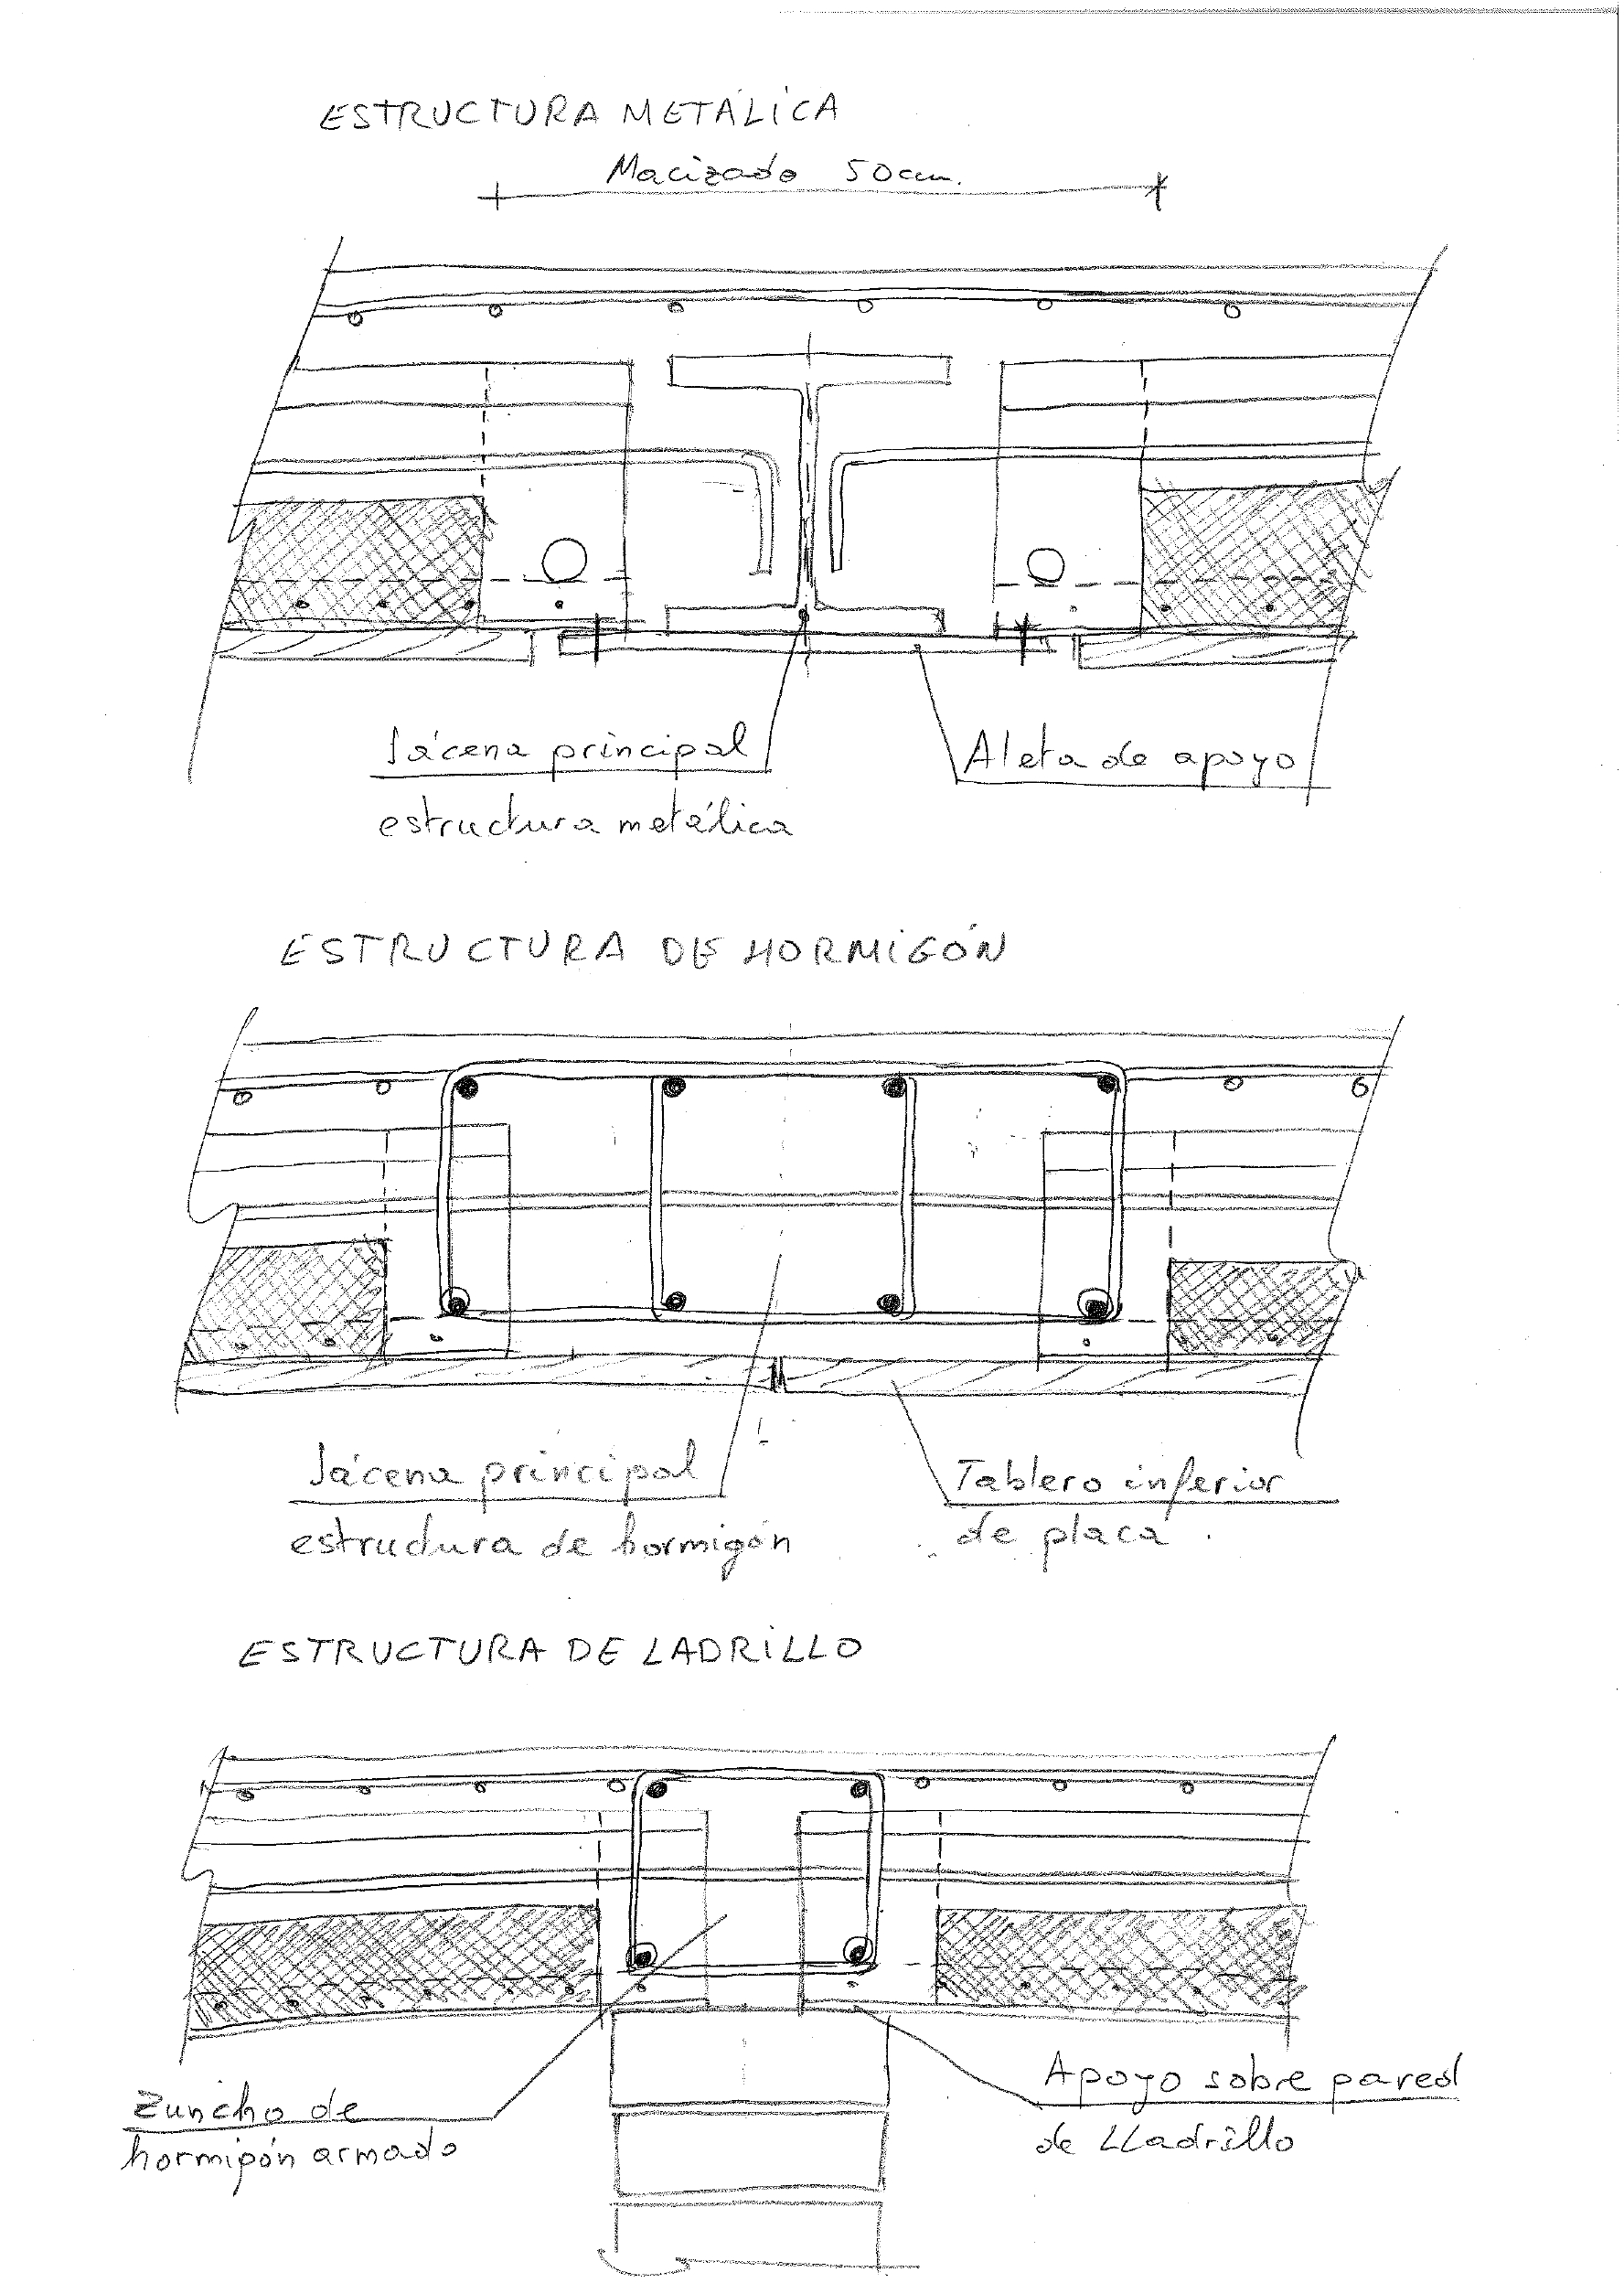 ESTRUCTURA METÁLICA
Macizado 50cm.
Jácena principal
estructura metálica
Aleta de apoyo
ESTRUCTURA DE HORMIGÓN
Jácena principal
estructura de hormigón
Tablero inferior
de placa
ESTRUCTURA DE LADRILLO
Zuncho de
hormigón armado
Apoyo sobre pared
de LLadrillo